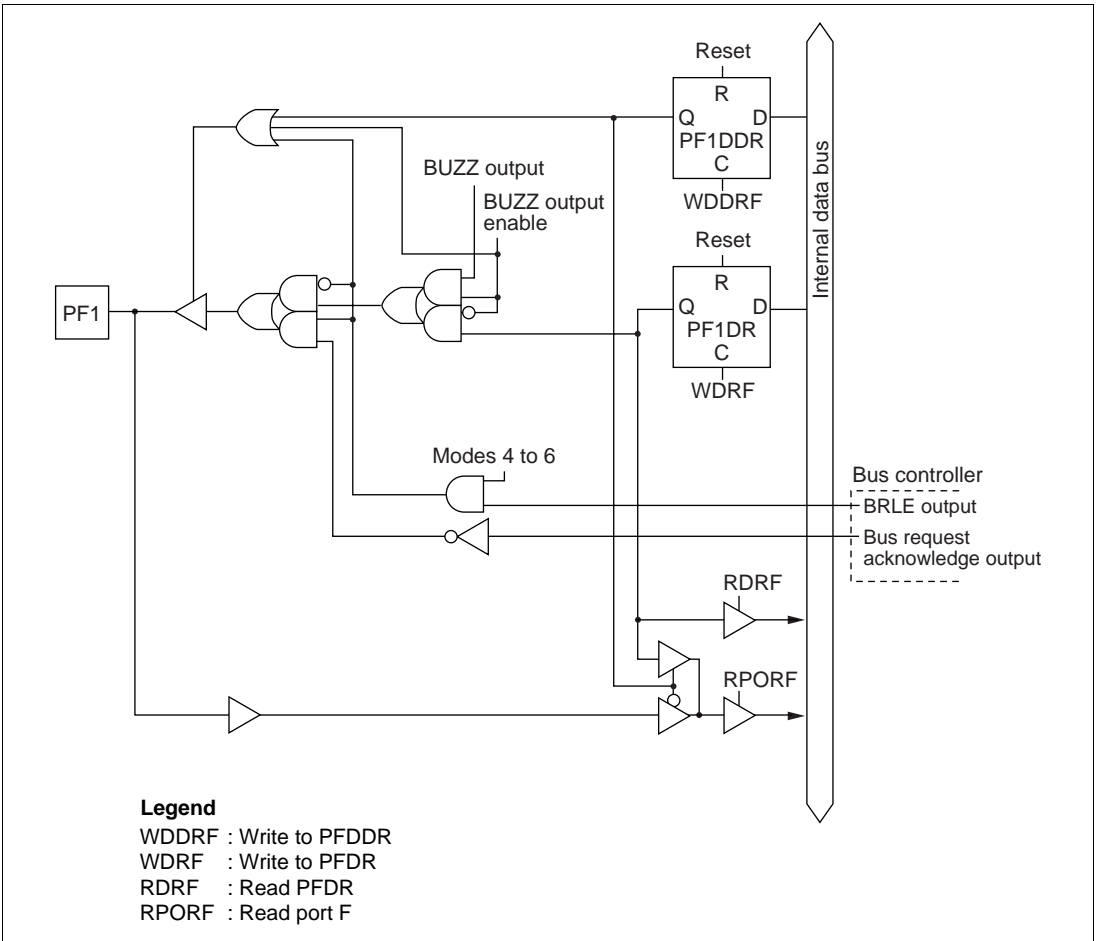 Reset
R
Q D
PF1DDR
C
WDDRF
Internal data bus
BUZZ output
BUZZ output
enable
Reset
R
Q D
PF1DR
C
WDRF
PF1
Modes 4 to 6
Bus controller
BRLE output
Bus request
acknowledge output
RDRF
RPORF
Legend
WDDRF : Write to PFDDR
WDRF : Write to PFDR
RDRF : Read PFDR
RPORF : Read port F